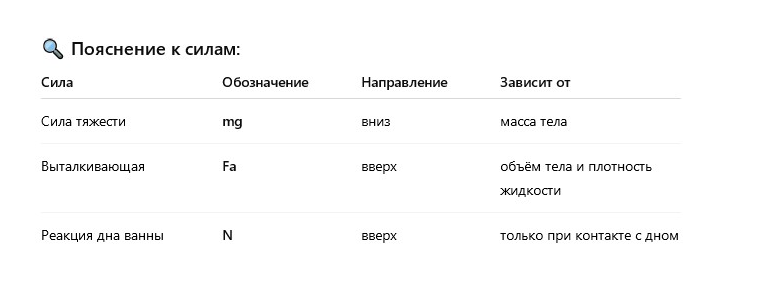 🔍 Пояснение к силам:
Сила Обозначение Направление Зависит от
Сила тяжести mg вниз масса тела
Выталкивающая Fa вверх объём тела и плотность
жидкости
Реакция дна ванны N вверх только при контакте с дном